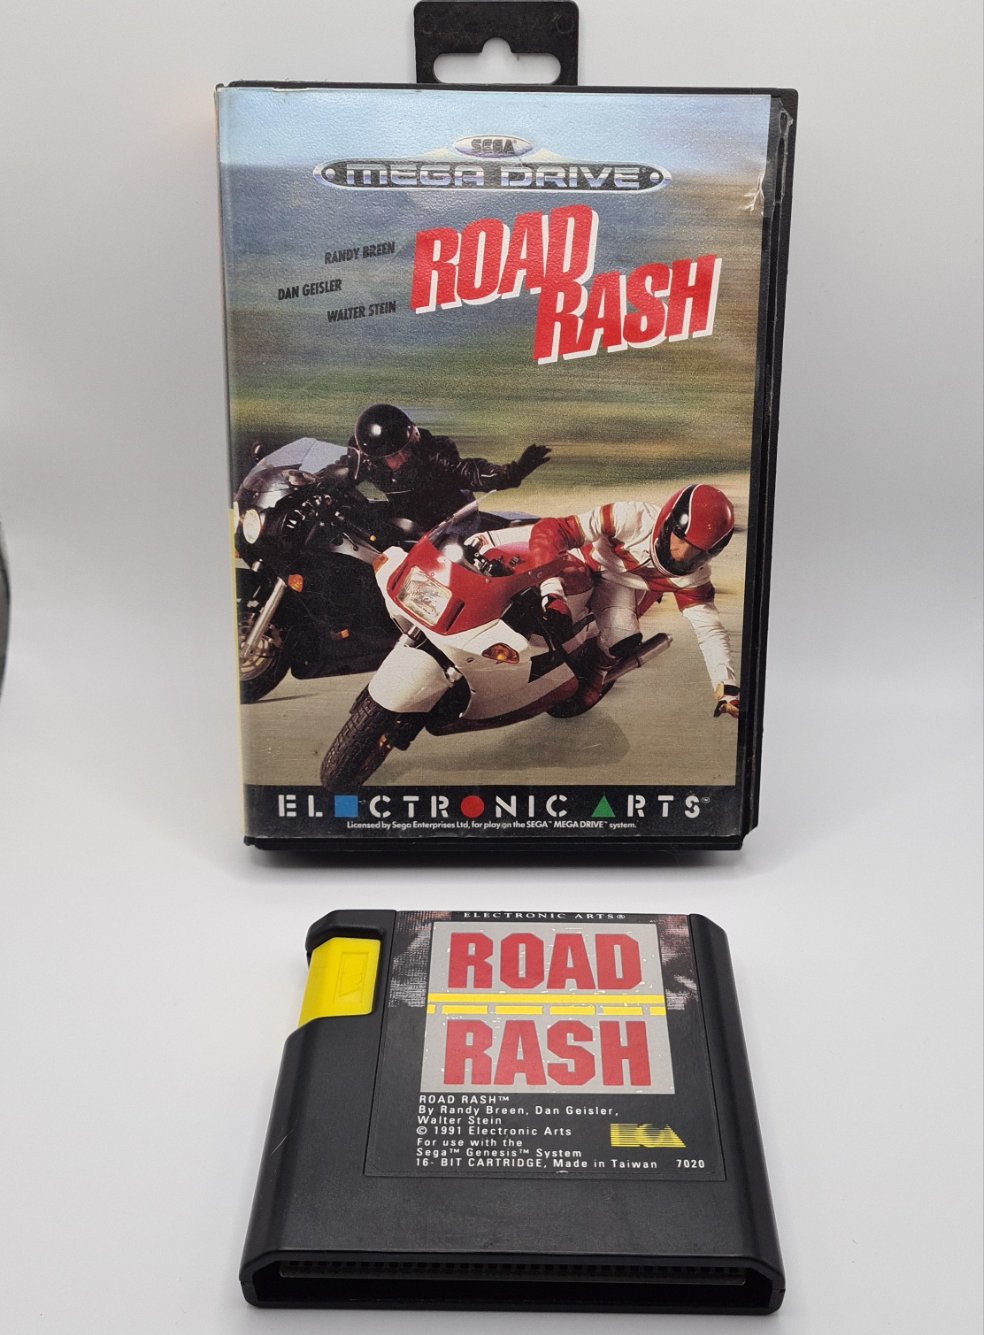 SEGA
MEGA DRIVE
ROAD
RASH
RANDY BREEN
DAN GEISLER
WALTER STEIN
ELECTRONIC ARTS™
Licensed by Sega Enterprises Ltd, for play on the SEGA™ MEGA DRIVE™ system.
ELECTRONIC ARTS®
ROAD
RASH
ROAD RASH™
By Randy Breen, Dan Geisler,
Walter Stein
© 1991 Electronic Arts
For use with the
Sega™ Genesis™ System
16- BIT CARTRIDGE, Made in Taiwan 7020
EA